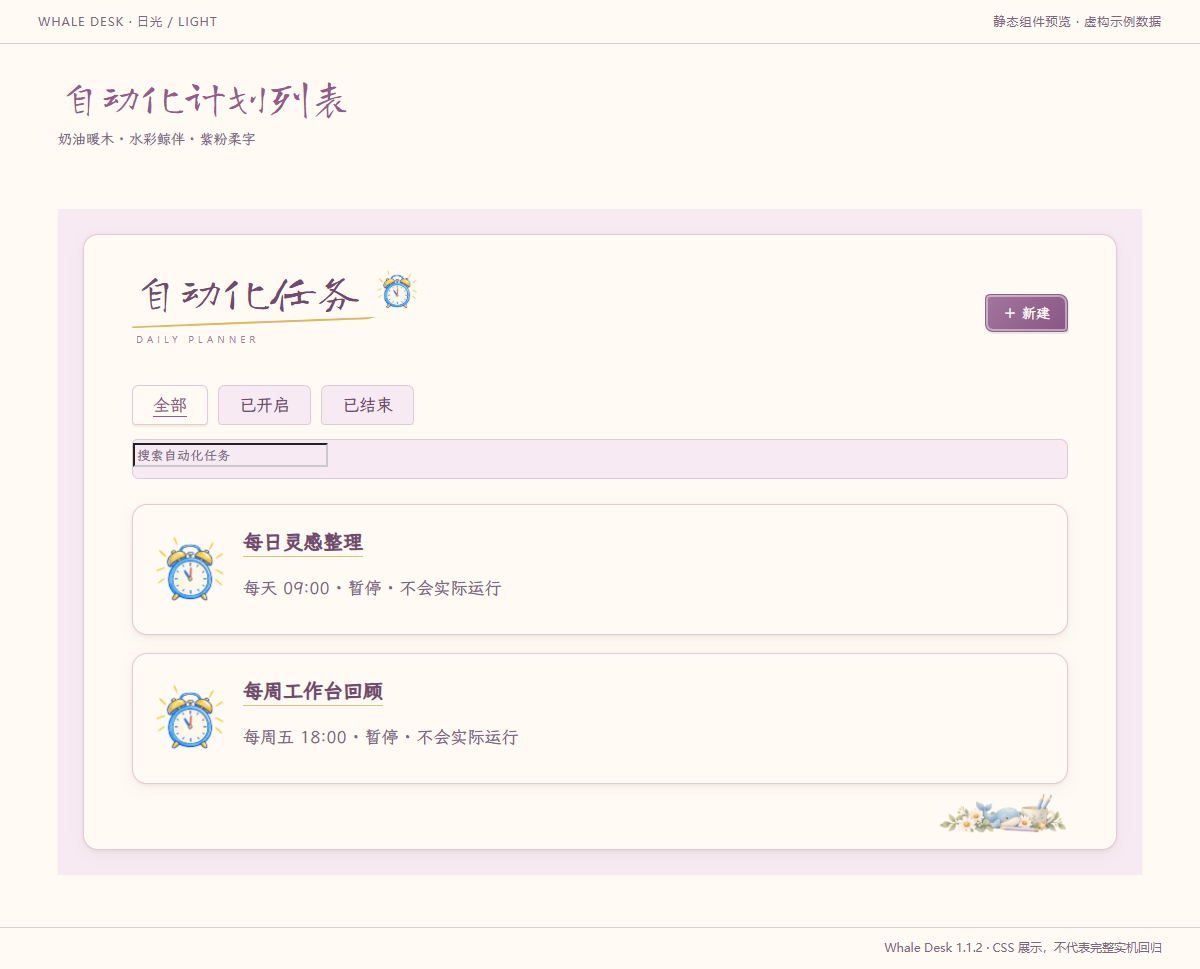 WHALE DESK · 日光 / LIGHT
静态组件预览 · 虚构示例数据
自动化计划列表
奶油暖木 · 水彩鲸伴 · 紫粉柔字
自动化任务
DAILY PLANNER
+ 新建
全部
已开启
已结束
搜索自动化任务
每日灵感整理
每天 09:00 · 暂停 · 不会实际运行
每周工作台回顾
每周五 18:00 · 暂停 · 不会实际运行
Whale Desk 1.1.2 · CSS 展示，不代表完整实机回归